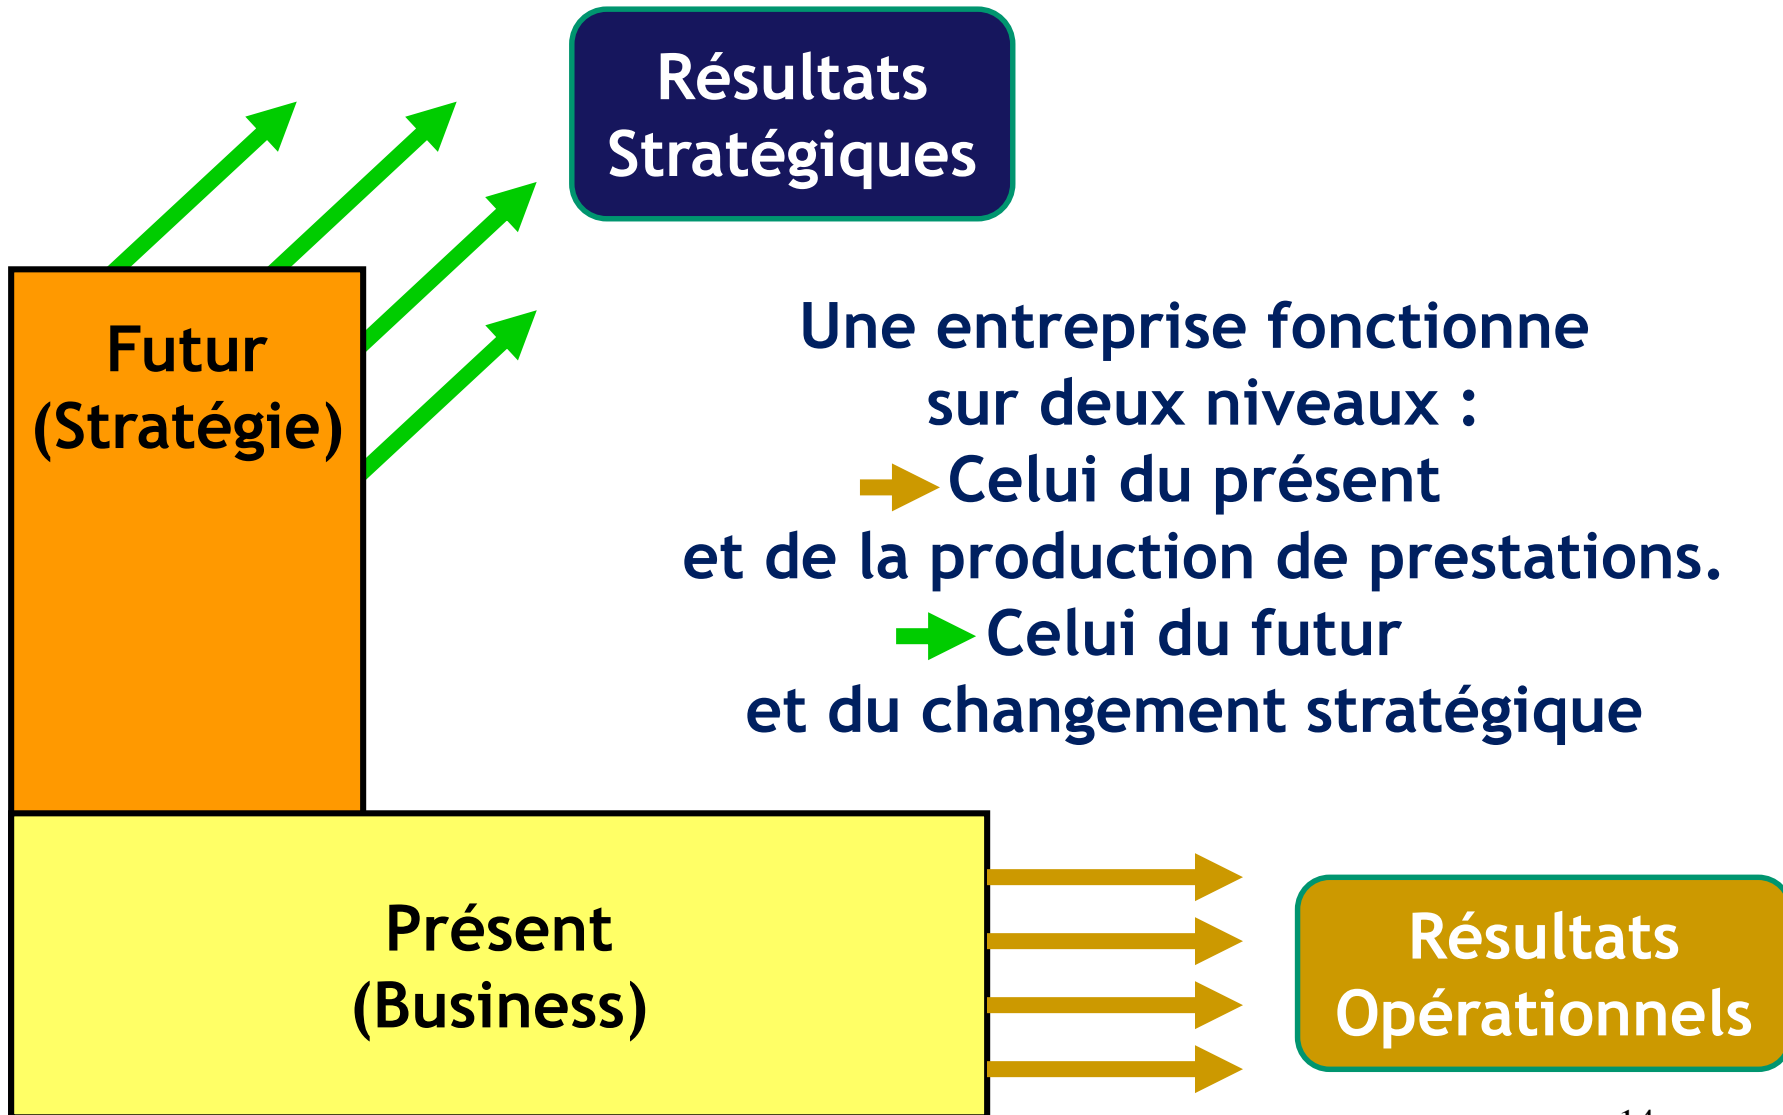 Résultats
Stratégiques
Futur
(Stratégie)
Une entreprise fonctionne
sur deux niveaux :
Celui du présent
et de la production de prestations.
Celui du futur
et du changement stratégique
Présent
(Business)
Résultats
Opérationnels